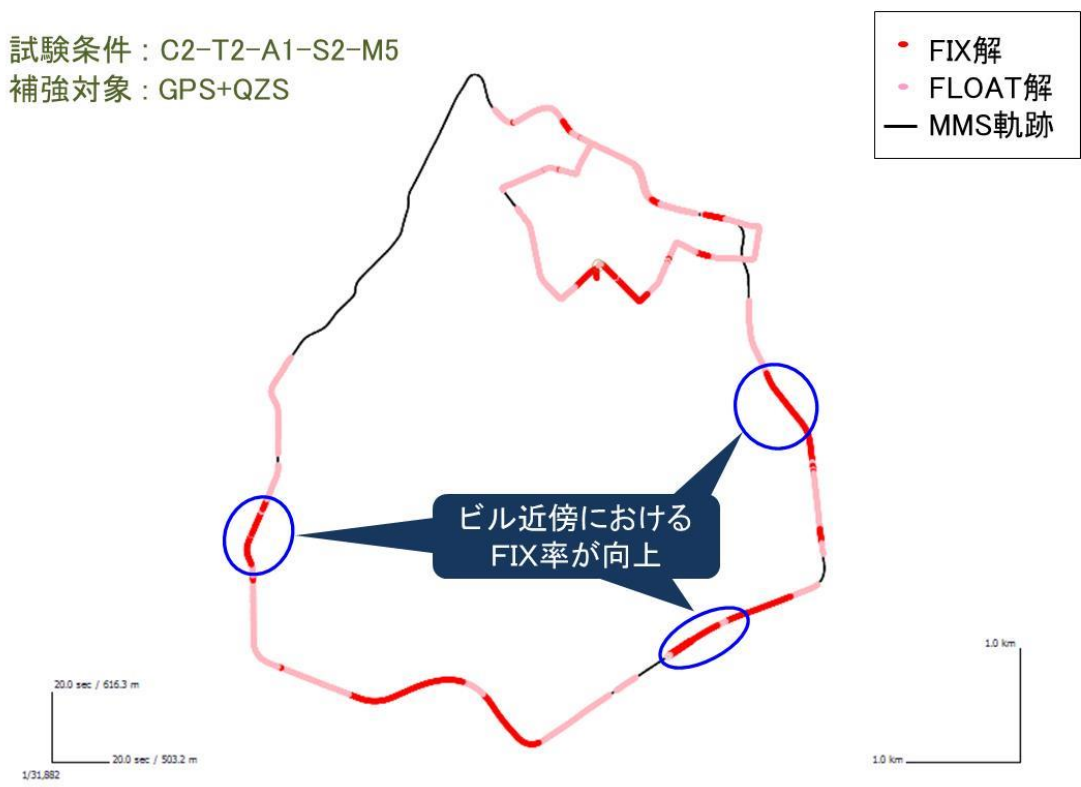 試験条件：C2-T2-A1-S2-M5
補強対象：GPS+QZS
FIX解
FLOAT解
MMS軌跡
ビル近傍における
FIX率が向上
20.0 sec / 616.3 m
20.0 sec / 503.2 m
1/31,882
1.0 km
1.0 km